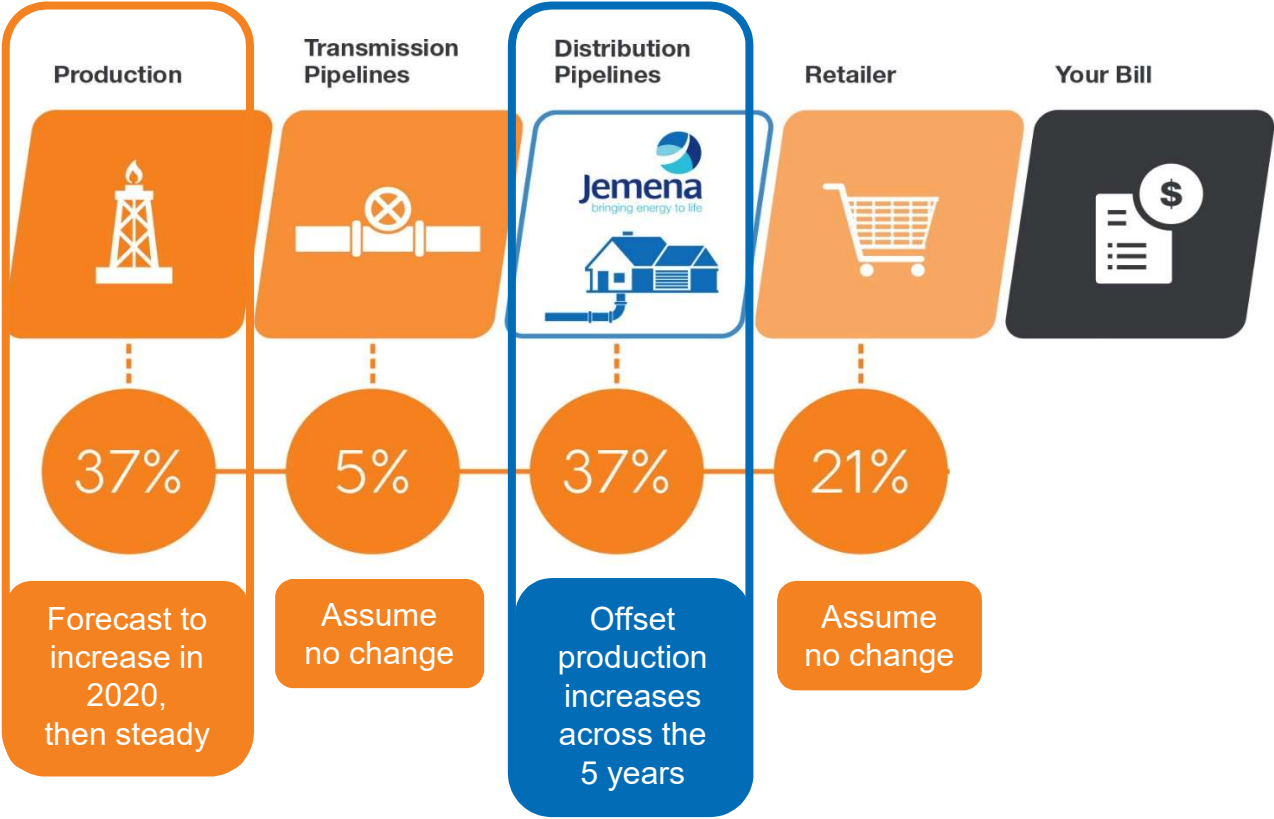 Production
Transmission
Pipelines
Distribution
Pipelines
Retailer
Your Bill
Jemena
bringing energy to life
$
37%
5%
37%
21%
Forecast to
increase in
2020,
then steady
Assume
no change
Offset
production
increases
across the
5 years
Assume
no change